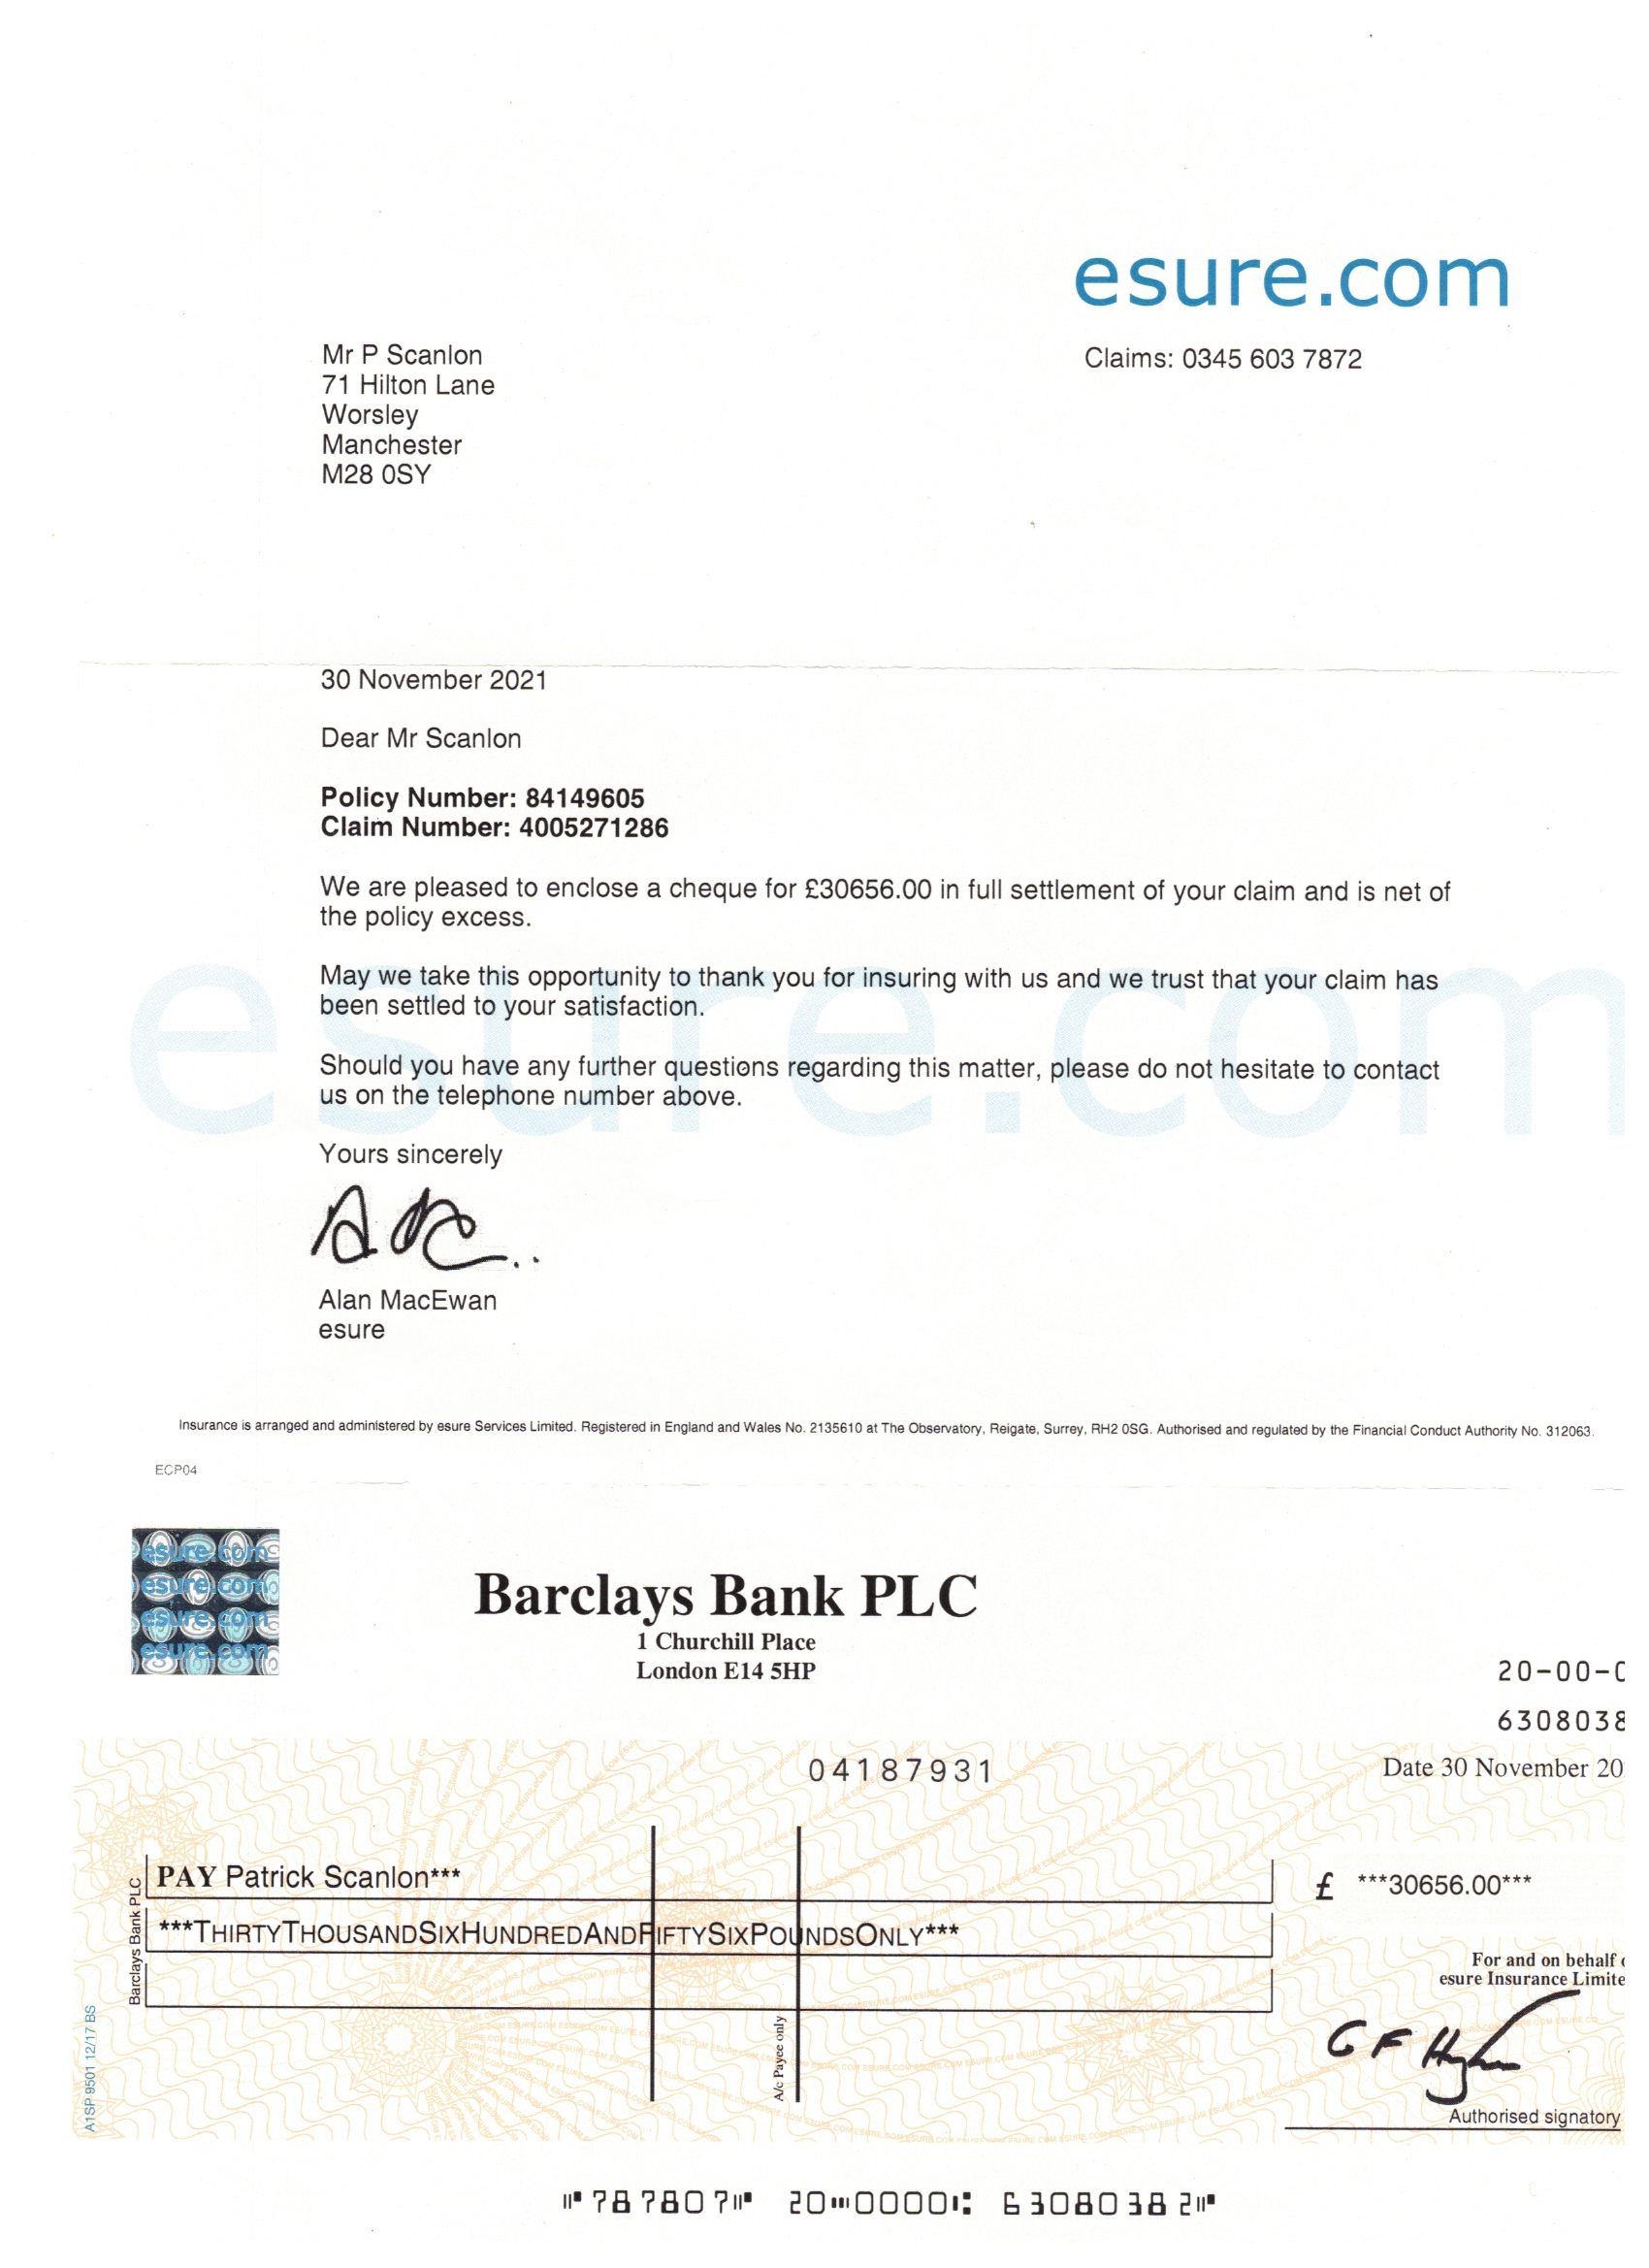 esure.com
Claims: 0345 603 7872
Mr P Scanlon
71 Hilton Lane
Worsley
Manchester
M28 0SY
30 November 2021
Dear Mr Scanlon
Policy Number: 84149605
Claim Number: 4005271286
We are pleased to enclose a cheque for £30656.00 in full settlement of your claim and is net of
the policy excess.
May we take this opportunity to thank you for insuring with us and we trust that your claim has
been settled to your satisfaction.
Should you have any further questions regarding this matter, please do not hesitate to contact
us on the telephone number above.
esure.com
Yours sincerely
Alan MacEwan
esure
Insurance is arranged and administered by esure Services Limited. Registered in England and Wales No. 2135610 at The Observatory, Reigate, Surrey, RH2 0SG. Authorised and regulated by the Financial Conduct Authority No. 312063.
ECP04
esure.com
esure.com
esure.com
esure.com
Barclays Bank PLC
1 Churchill Place
London E14 5HP
20-00-0
6308038
04187931
Date 30 November 20
Barclays Bank PLC
PAY Patrick Scanlon***
£ ***30656.00***
***THIRTYTHOUSANDSIXHUNDREDANDFIFTYSIXPOUNDSONLY***
For and on behalf
esure Insurance Limite
A/c Payee only
G F
Authorised signatory
A1SP 9501 12/17 BS
⑈787807⑈ 20⑉0000⑆ 63080382⑈